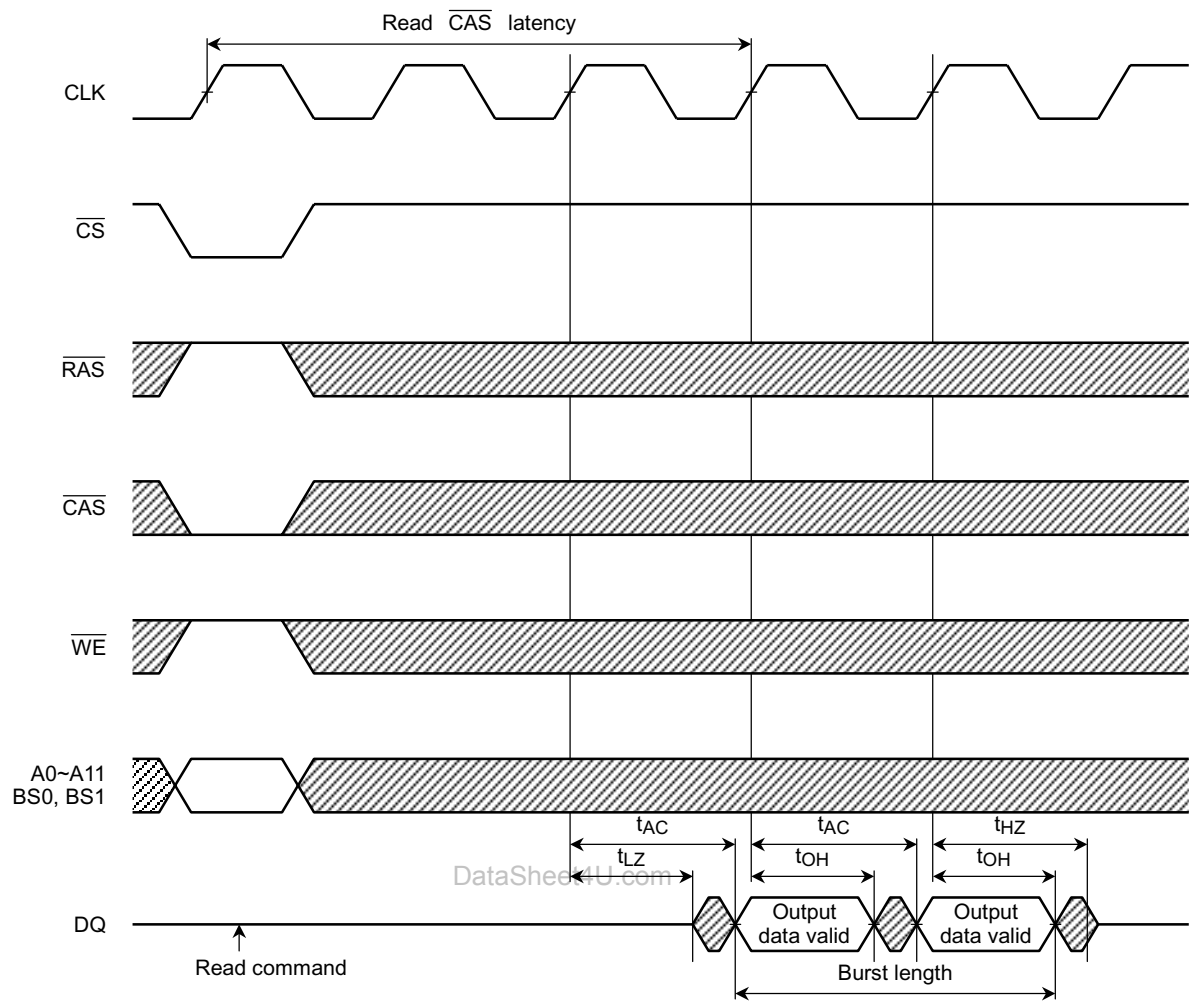 Read CAS latency
CLK
CS
RAS
CAS
WE
A0~A11
BS0, BS1
tAC tAC tHZ
tLZ tOH tOH
DataSheet4U.com
DQ
Output data valid
Output data valid
Read command
Burst length